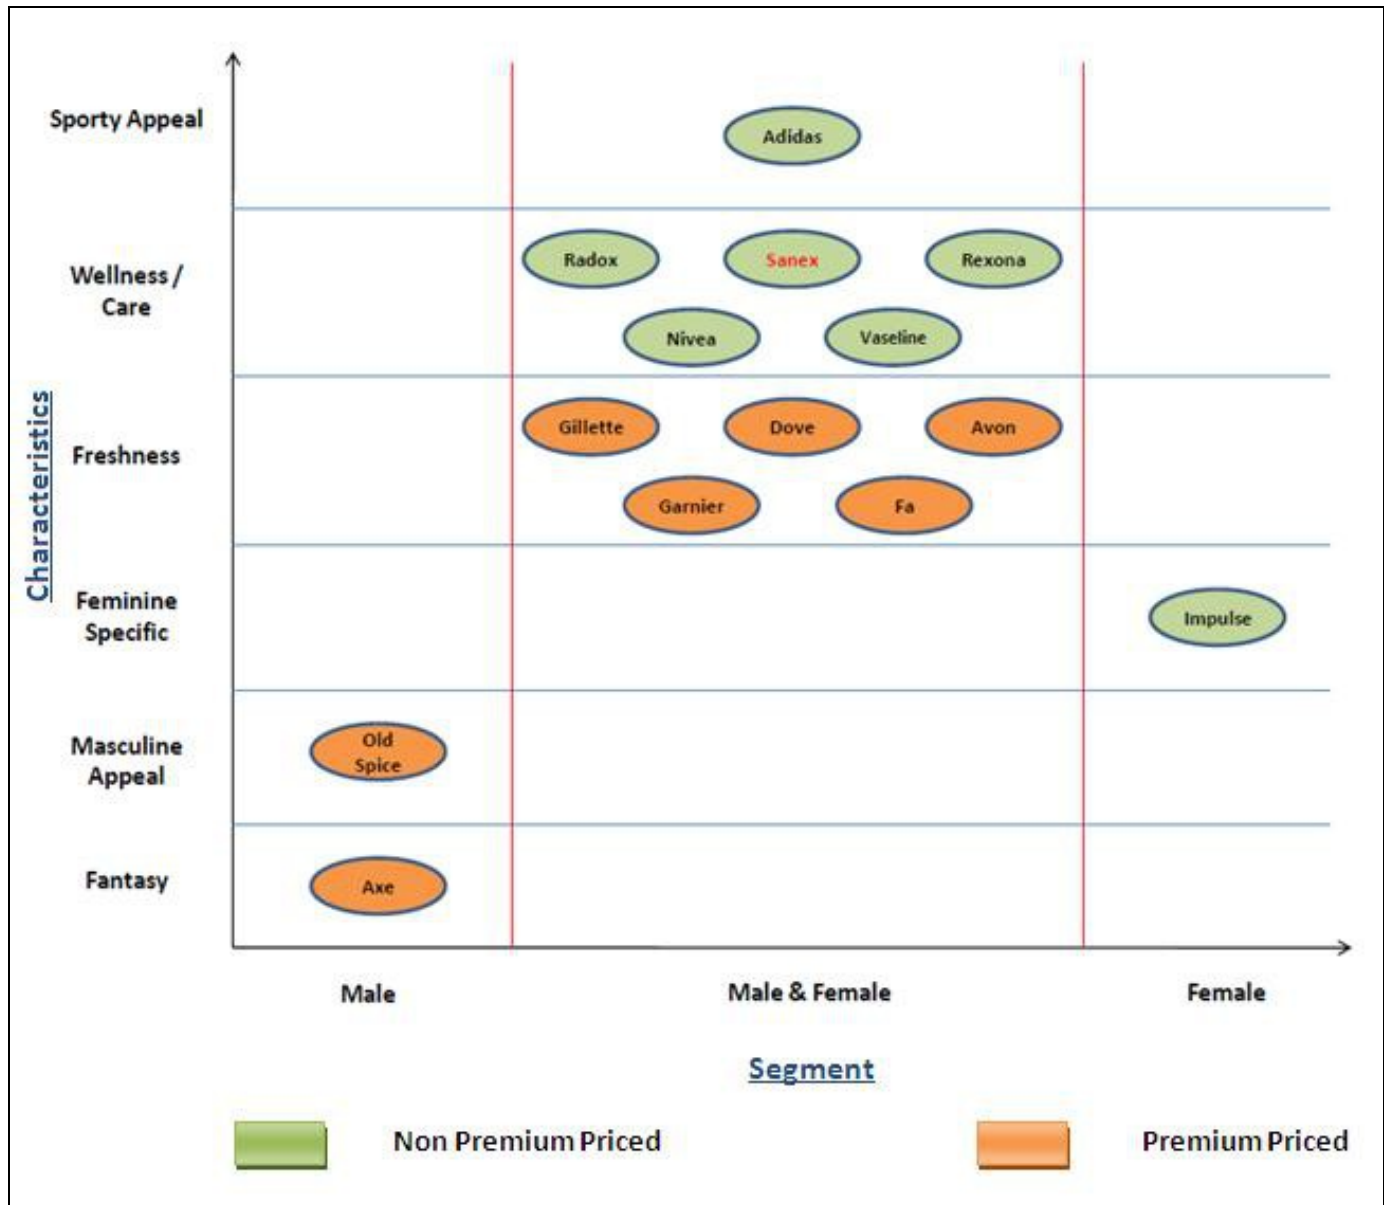 Sporty Appeal
Adidas
Wellness /
Care
Radox
Sanex
Rexona
Nivea
Vaseline
Characteristics
Freshness
Gillette
Dove
Avon
Garnier
Fa
Feminine
Specific
Impulse
Masculine
Appeal
Old
Spice
Fantasy
Axe
Male
Male & Female
Female
Segment
Non Premium Priced
Premium Priced